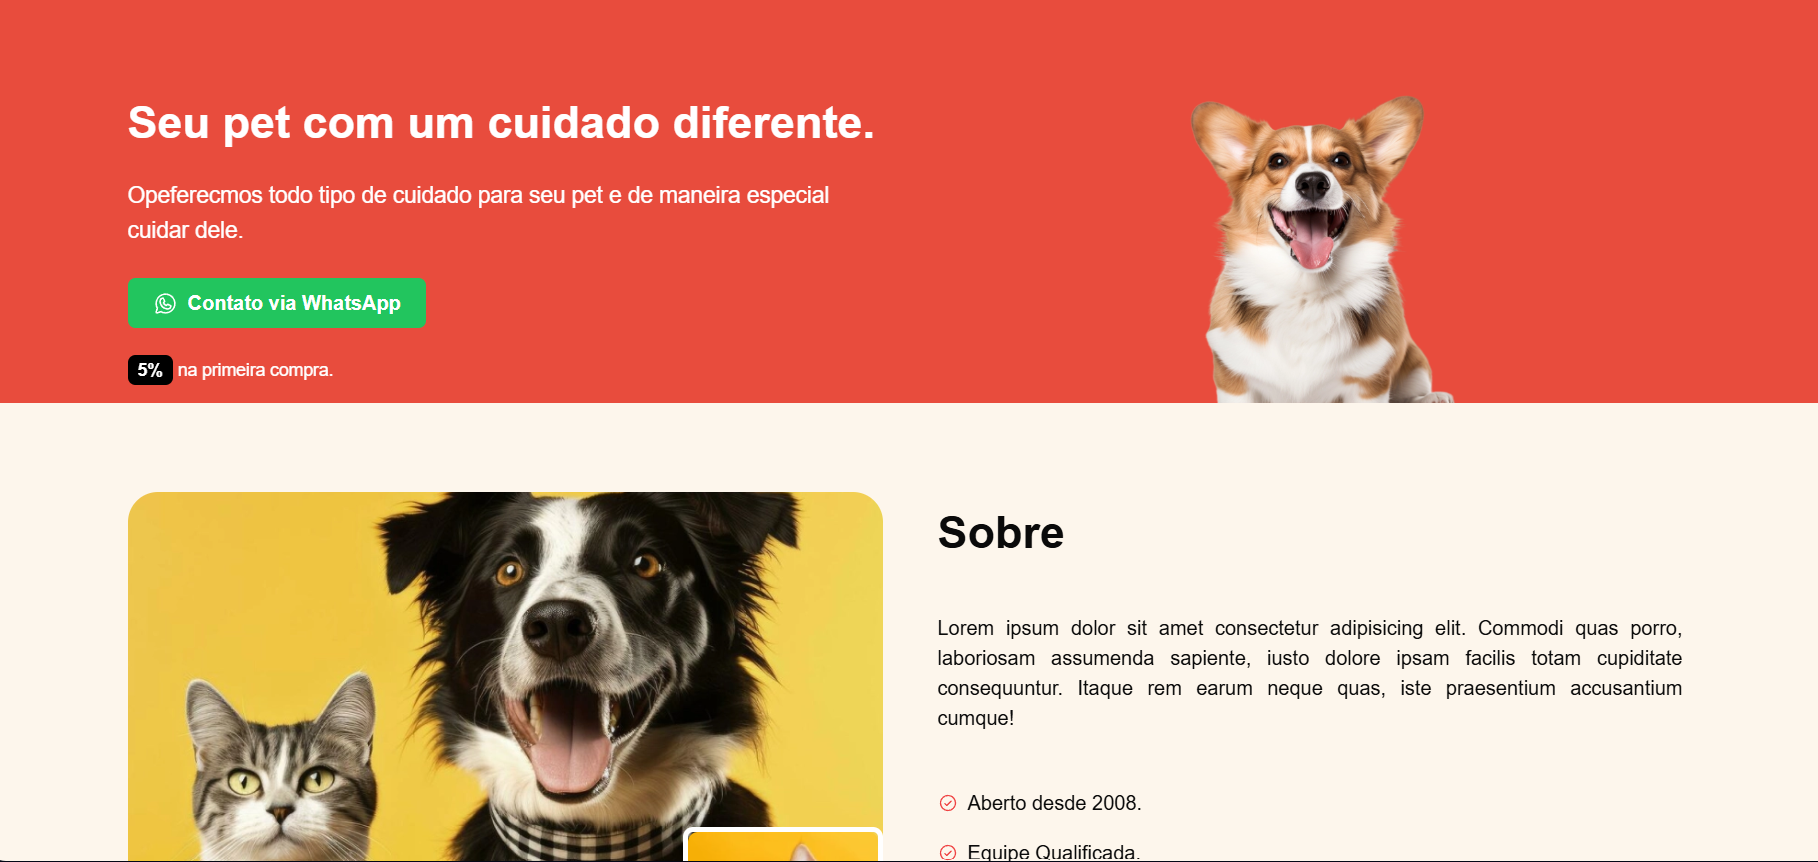 Seu pet com um cuidado diferente.
Opeferecmos todo tipo de cuidado para seu pet e de maneira especial
cuidar dele.
Contato via WhatsApp
5% na primeira compra.
Sobre
Lorem ipsum dolor sit amet consectetur adipisicing elit. Commodi quas porro,
laboriosam assumenda sapiente, iusto dolore ipsam facilis totam cupiditate
consequuntur. Itaque rem earum neque quas, iste praesentium accusantium
cumque!
Aberto desde 2008.
Equipe Qualificada.